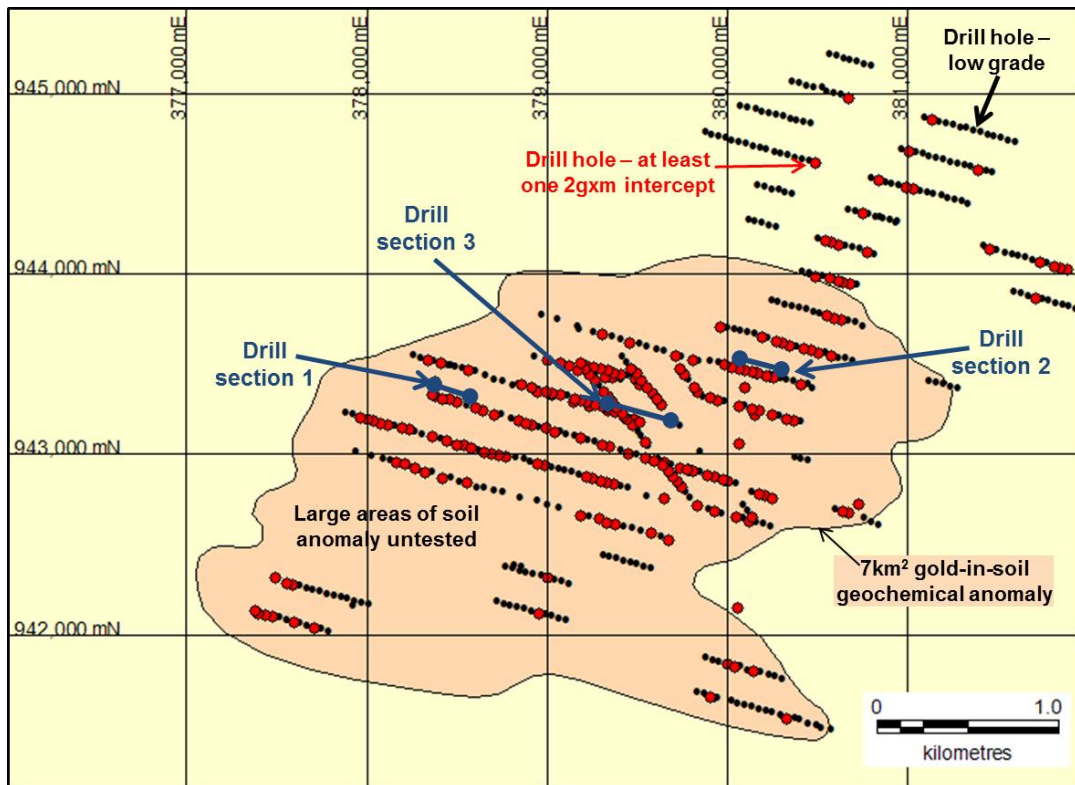 377,000 mE
378,000 mE
379,000 mE
380,000 mE
381,000 mE
Drill hole –
low grade
945,000 mN
Drill hole – at least
one 2gxm intercept
Drill
section 3
944,000 mN
Drill
section 1
Drill
section 2
943,000 mN
Large areas of soil
anomaly untested
7km² gold-in-soil
geochemical anomaly
942,000 mN
0 1.0
kilometres